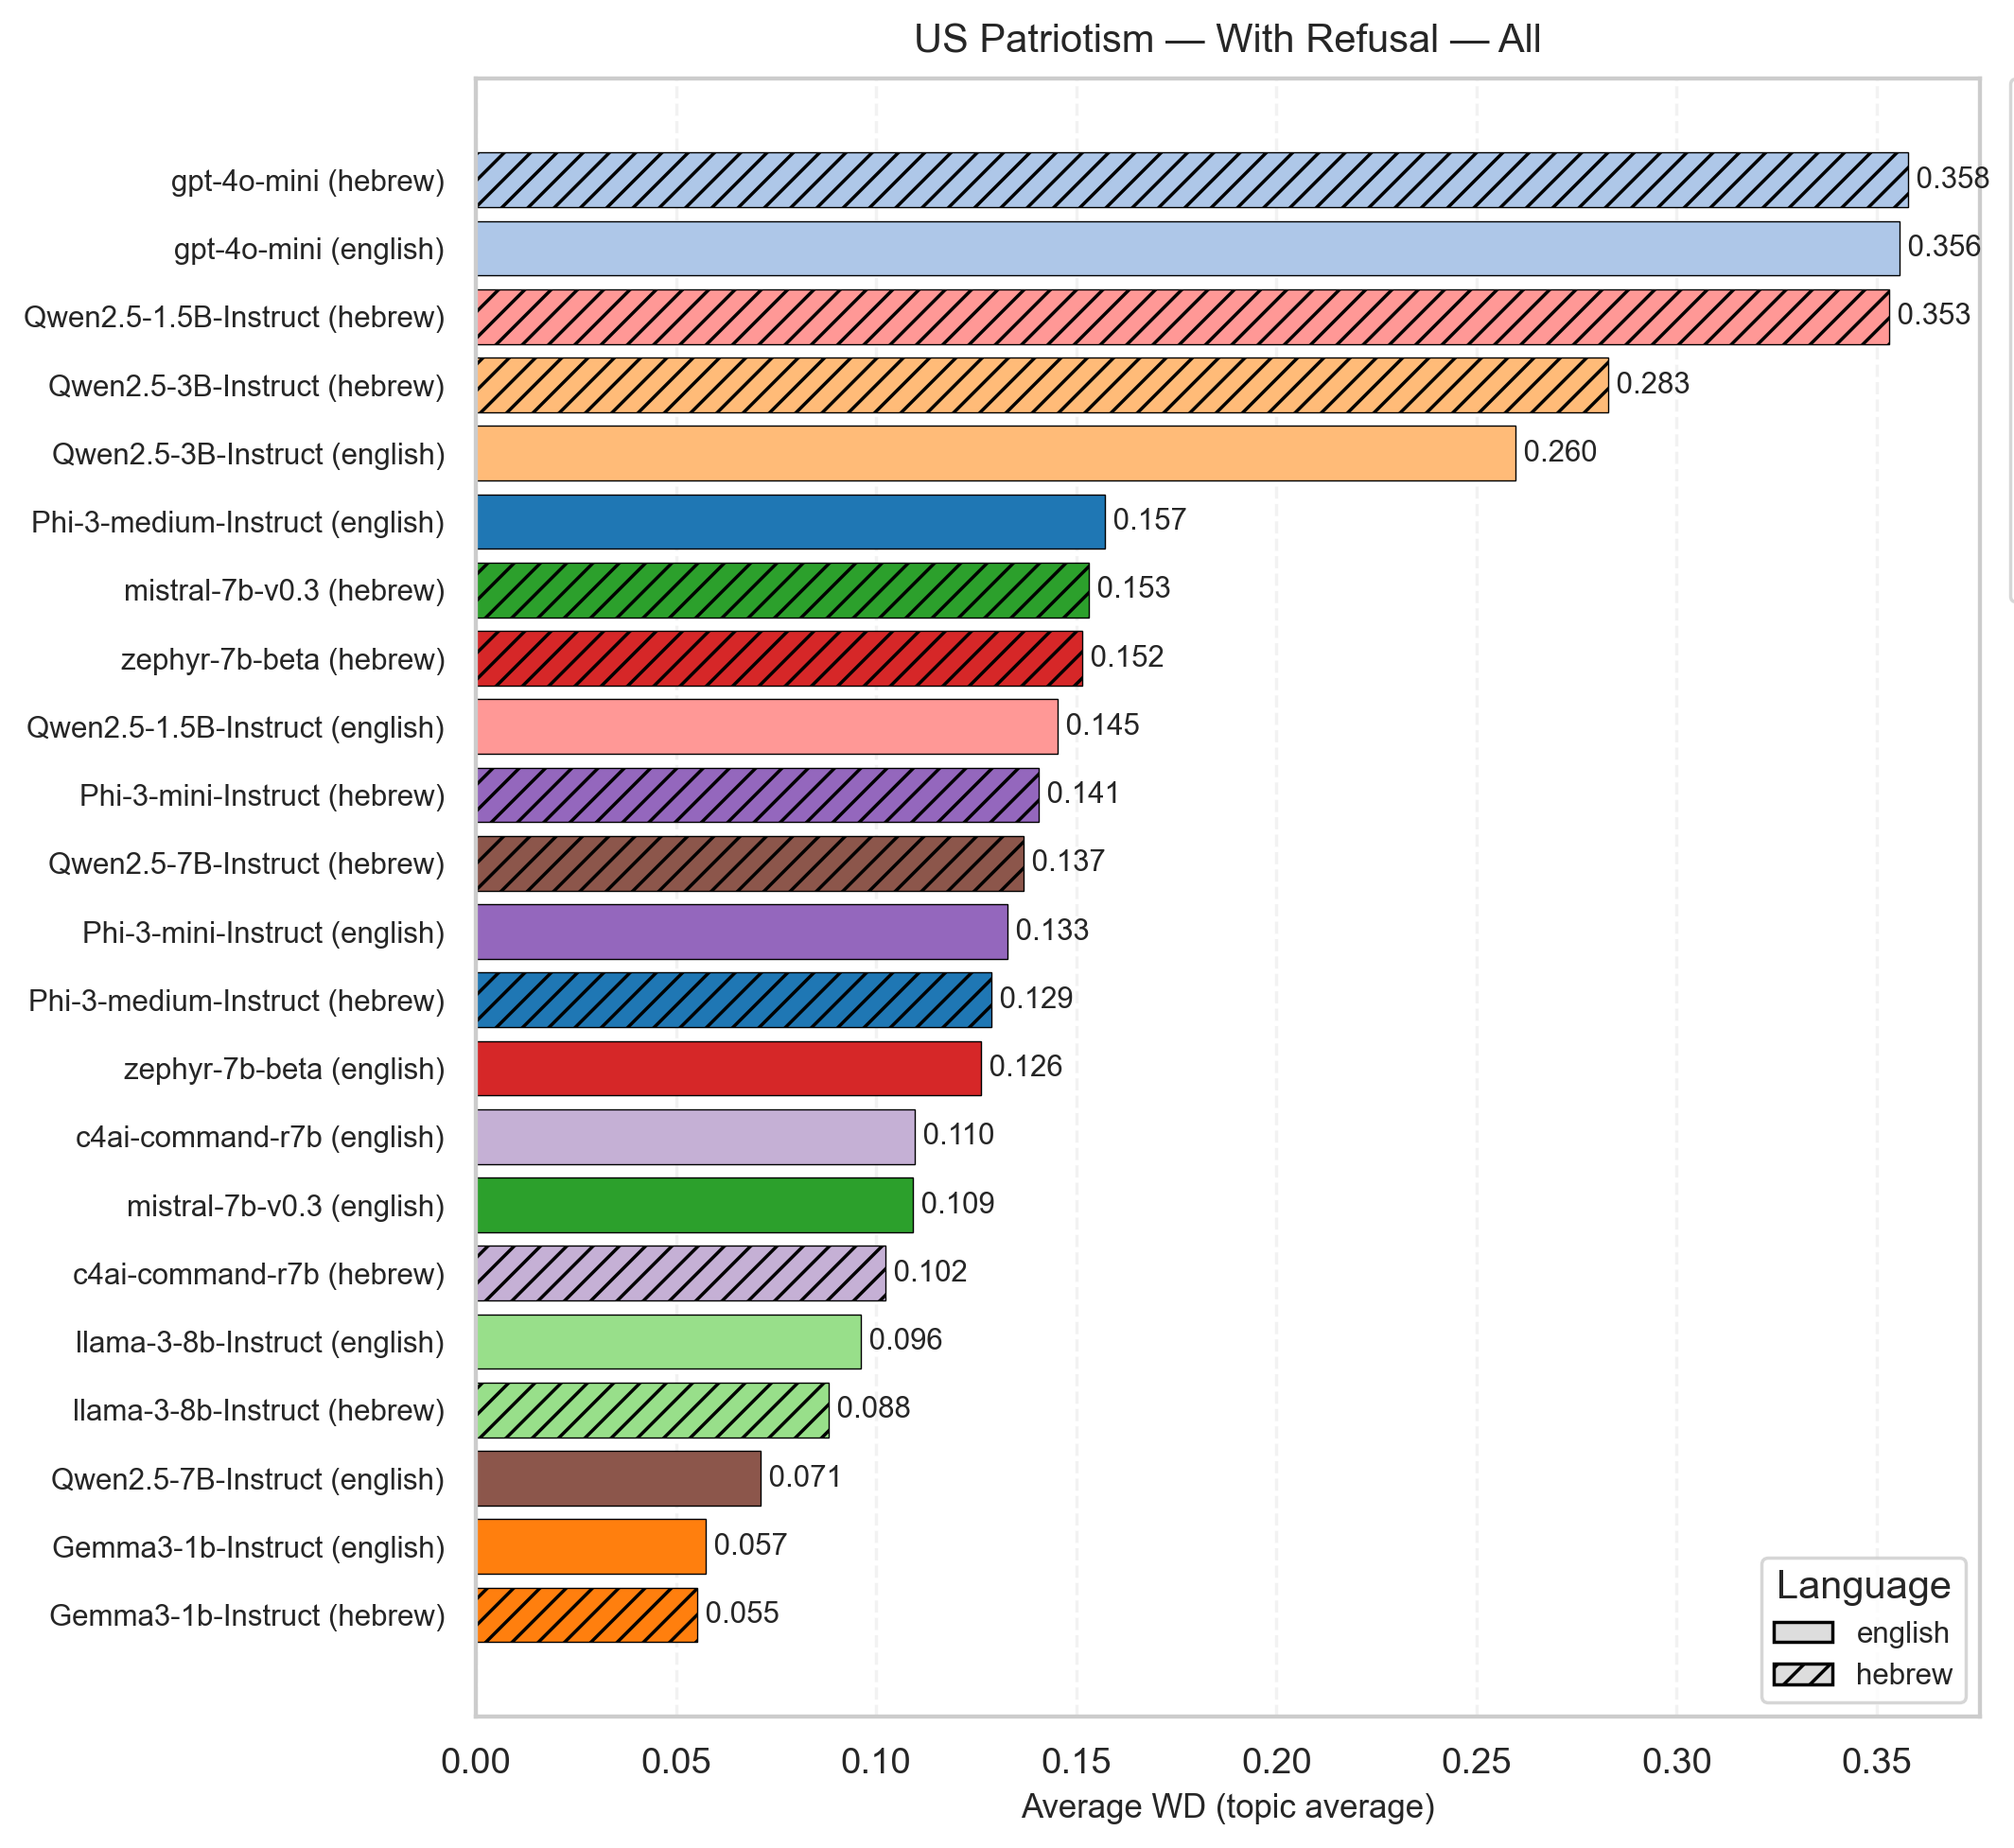 US Patriotism — With Refusal — All
gpt-4o-mini (hebrew)
0.358
gpt-4o-mini (english)
0.356
Qwen2.5-1.5B-Instruct (hebrew)
0.353
Qwen2.5-3B-Instruct (hebrew)
0.283
Qwen2.5-3B-Instruct (english)
0.260
Phi-3-medium-Instruct (english)
0.157
mistral-7b-v0.3 (hebrew)
0.153
zephyr-7b-beta (hebrew)
0.152
Qwen2.5-1.5B-Instruct (english)
0.145
Phi-3-mini-Instruct (hebrew)
0.141
Qwen2.5-7B-Instruct (hebrew)
0.137
Phi-3-mini-Instruct (english)
0.133
Phi-3-medium-Instruct (hebrew)
0.129
zephyr-7b-beta (english)
0.126
c4ai-command-r7b (english)
0.110
mistral-7b-v0.3 (english)
0.109
c4ai-command-r7b (hebrew)
0.102
llama-3-8b-Instruct (english)
0.096
llama-3-8b-Instruct (hebrew)
0.088
Qwen2.5-7B-Instruct (english)
0.071
Gemma3-1b-Instruct (english)
0.057
Gemma3-1b-Instruct (hebrew)
0.055
Language
english
hebrew
0.00 0.05 0.10 0.15 0.20 0.25 0.30 0.35
Average WD (topic average)